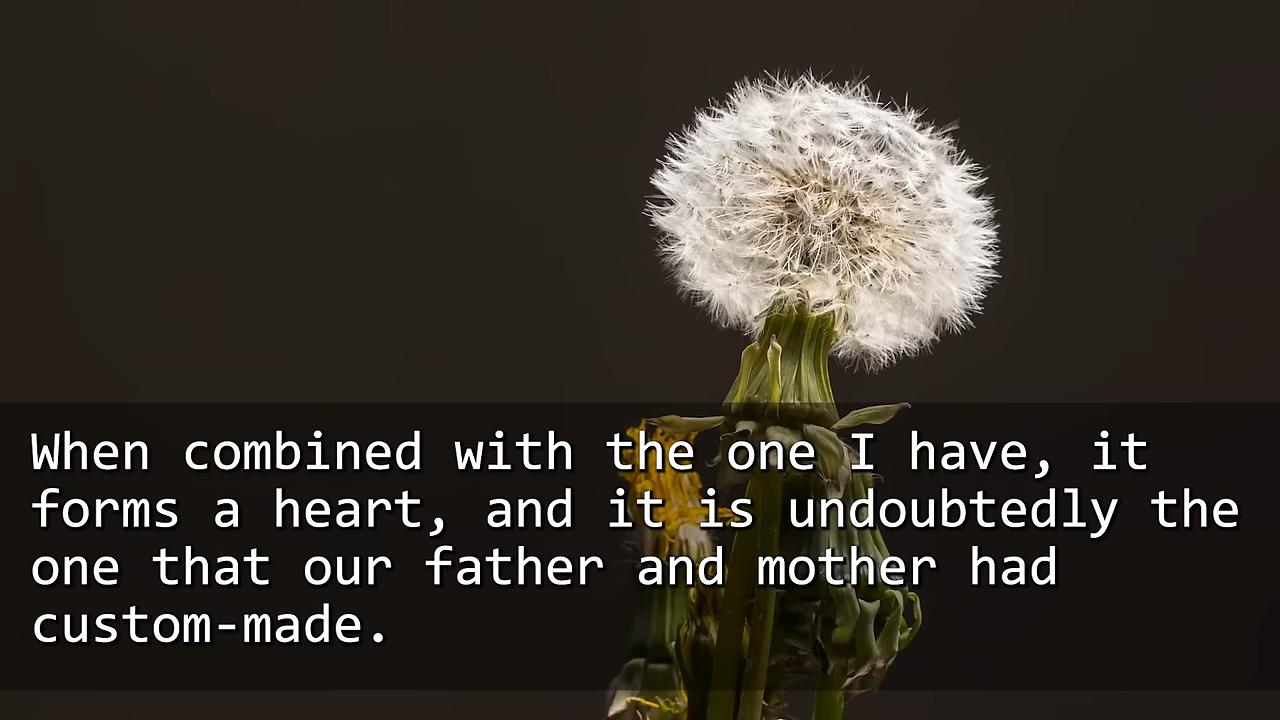 When combined with the one I have, it
forms a heart, and it is undoubtedly the
one that our father and mother had
custom-made.